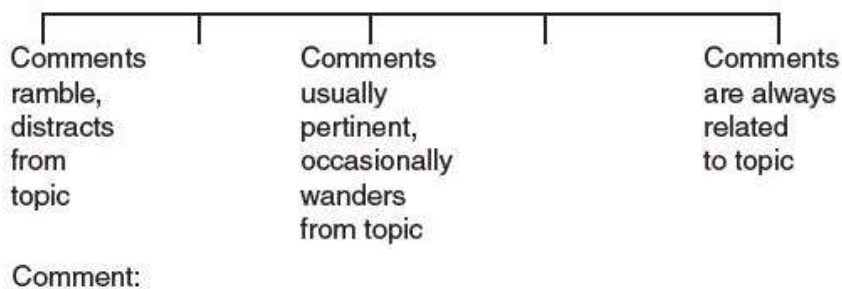 Comments
ramble,
distracts
from
topic
Comments
usually
pertinent,
occasionally
wanders
from topic
Comments
are always
related
to topic
Comment: